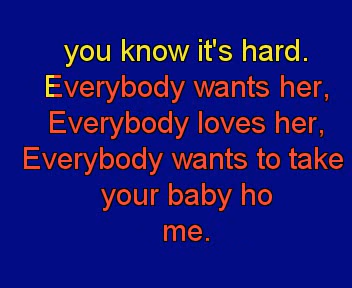 you know it's hard.
Everybody wants her,
Everybody loves her,
Everybody wants to take
your baby ho
me.